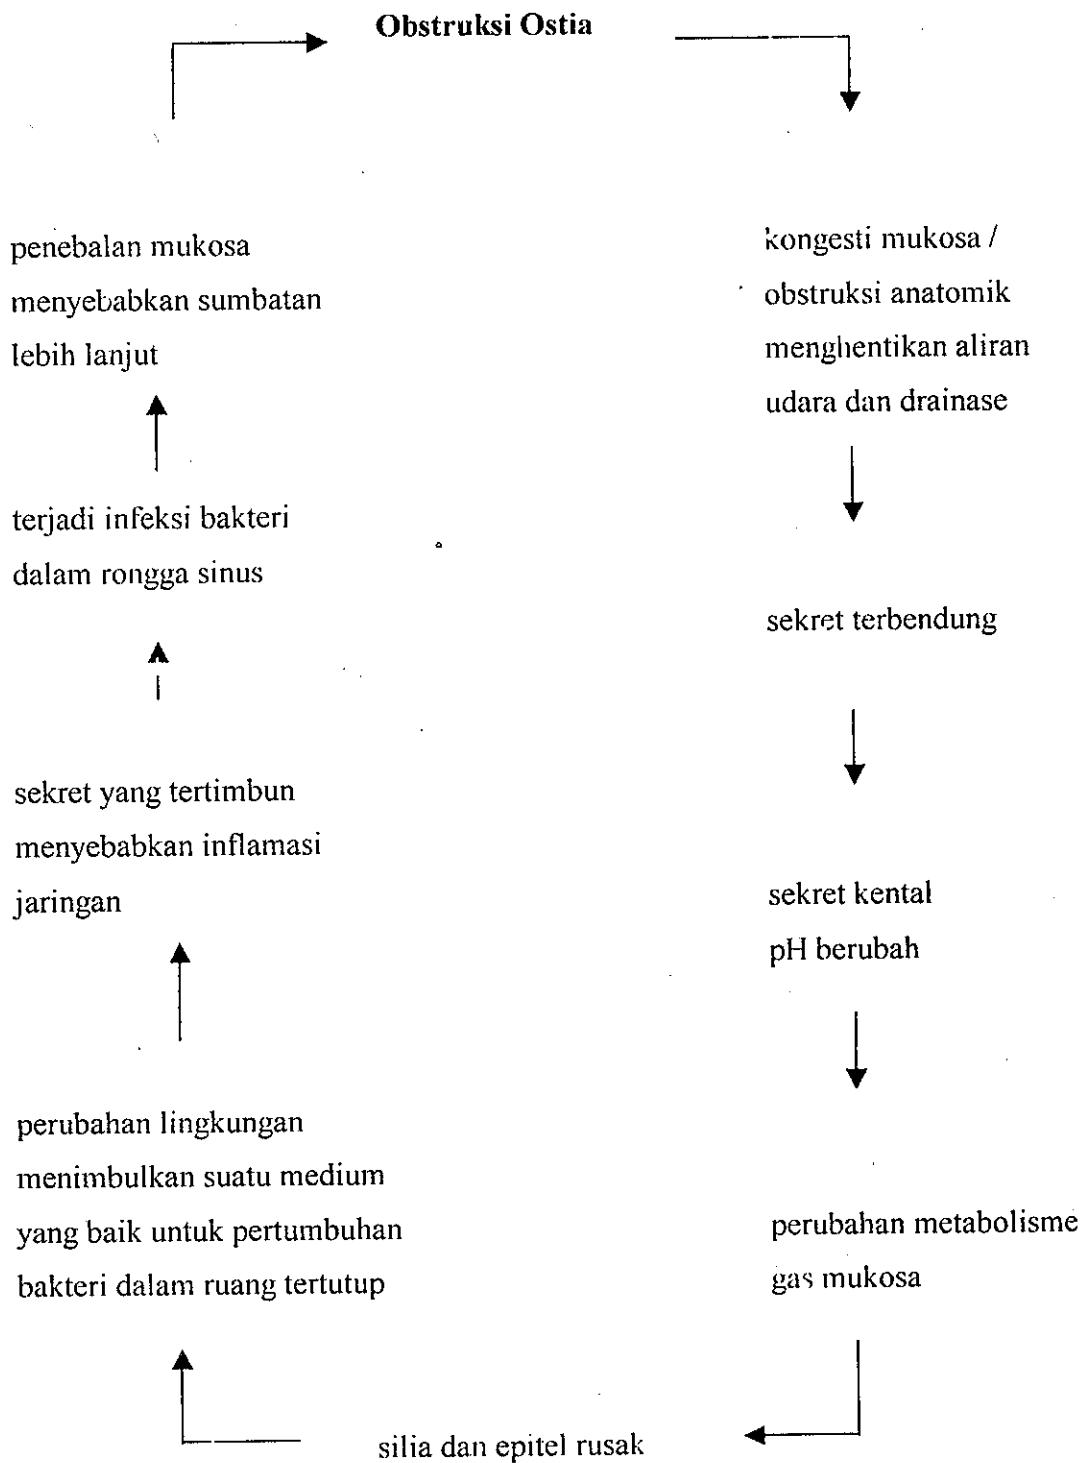 Obstruksi Ostia
kongesti mukosa /
obstruksi anatomik
menghentikan aliran
udara dan drainase
sekret terbendung
sekret kental
pH berubah
perubahan metabolisme
gas mukosa
silia dan epitel rusak
perubahan lingkungan
menimbulkan suatu medium
yang baik untuk pertumbuhan
bakteri dalam ruang tertutup
sekret yang tertimbun
menyebabkan inflamasi
jaringan
terjadi infeksi bakteri
dalam rongga sinus
penebalan mukosa
menyebabkan sumbatan
lebih lanjut